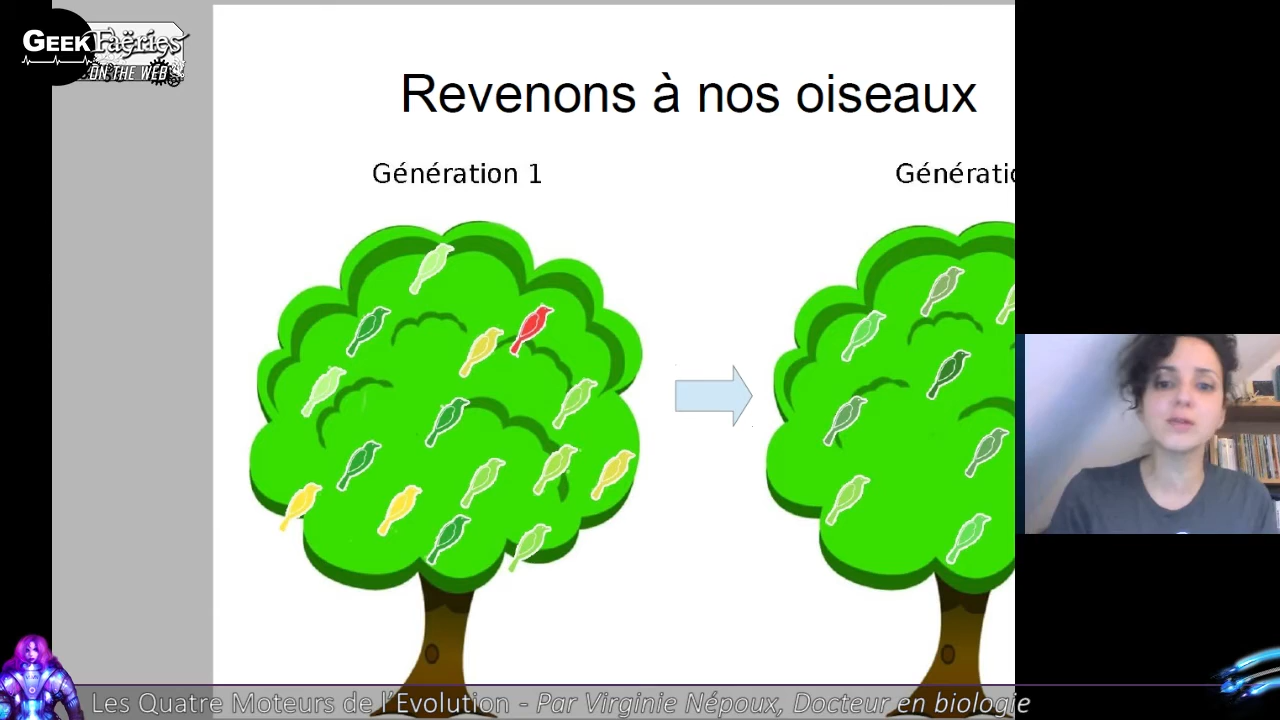 GEEK Faëries
ON THE WEB
Revenons à nos oiseaux
Génération 1
Génératio
Les Quatre Moteurs de l'Evolution - Par Virginie Népoux, Docteur en biologie